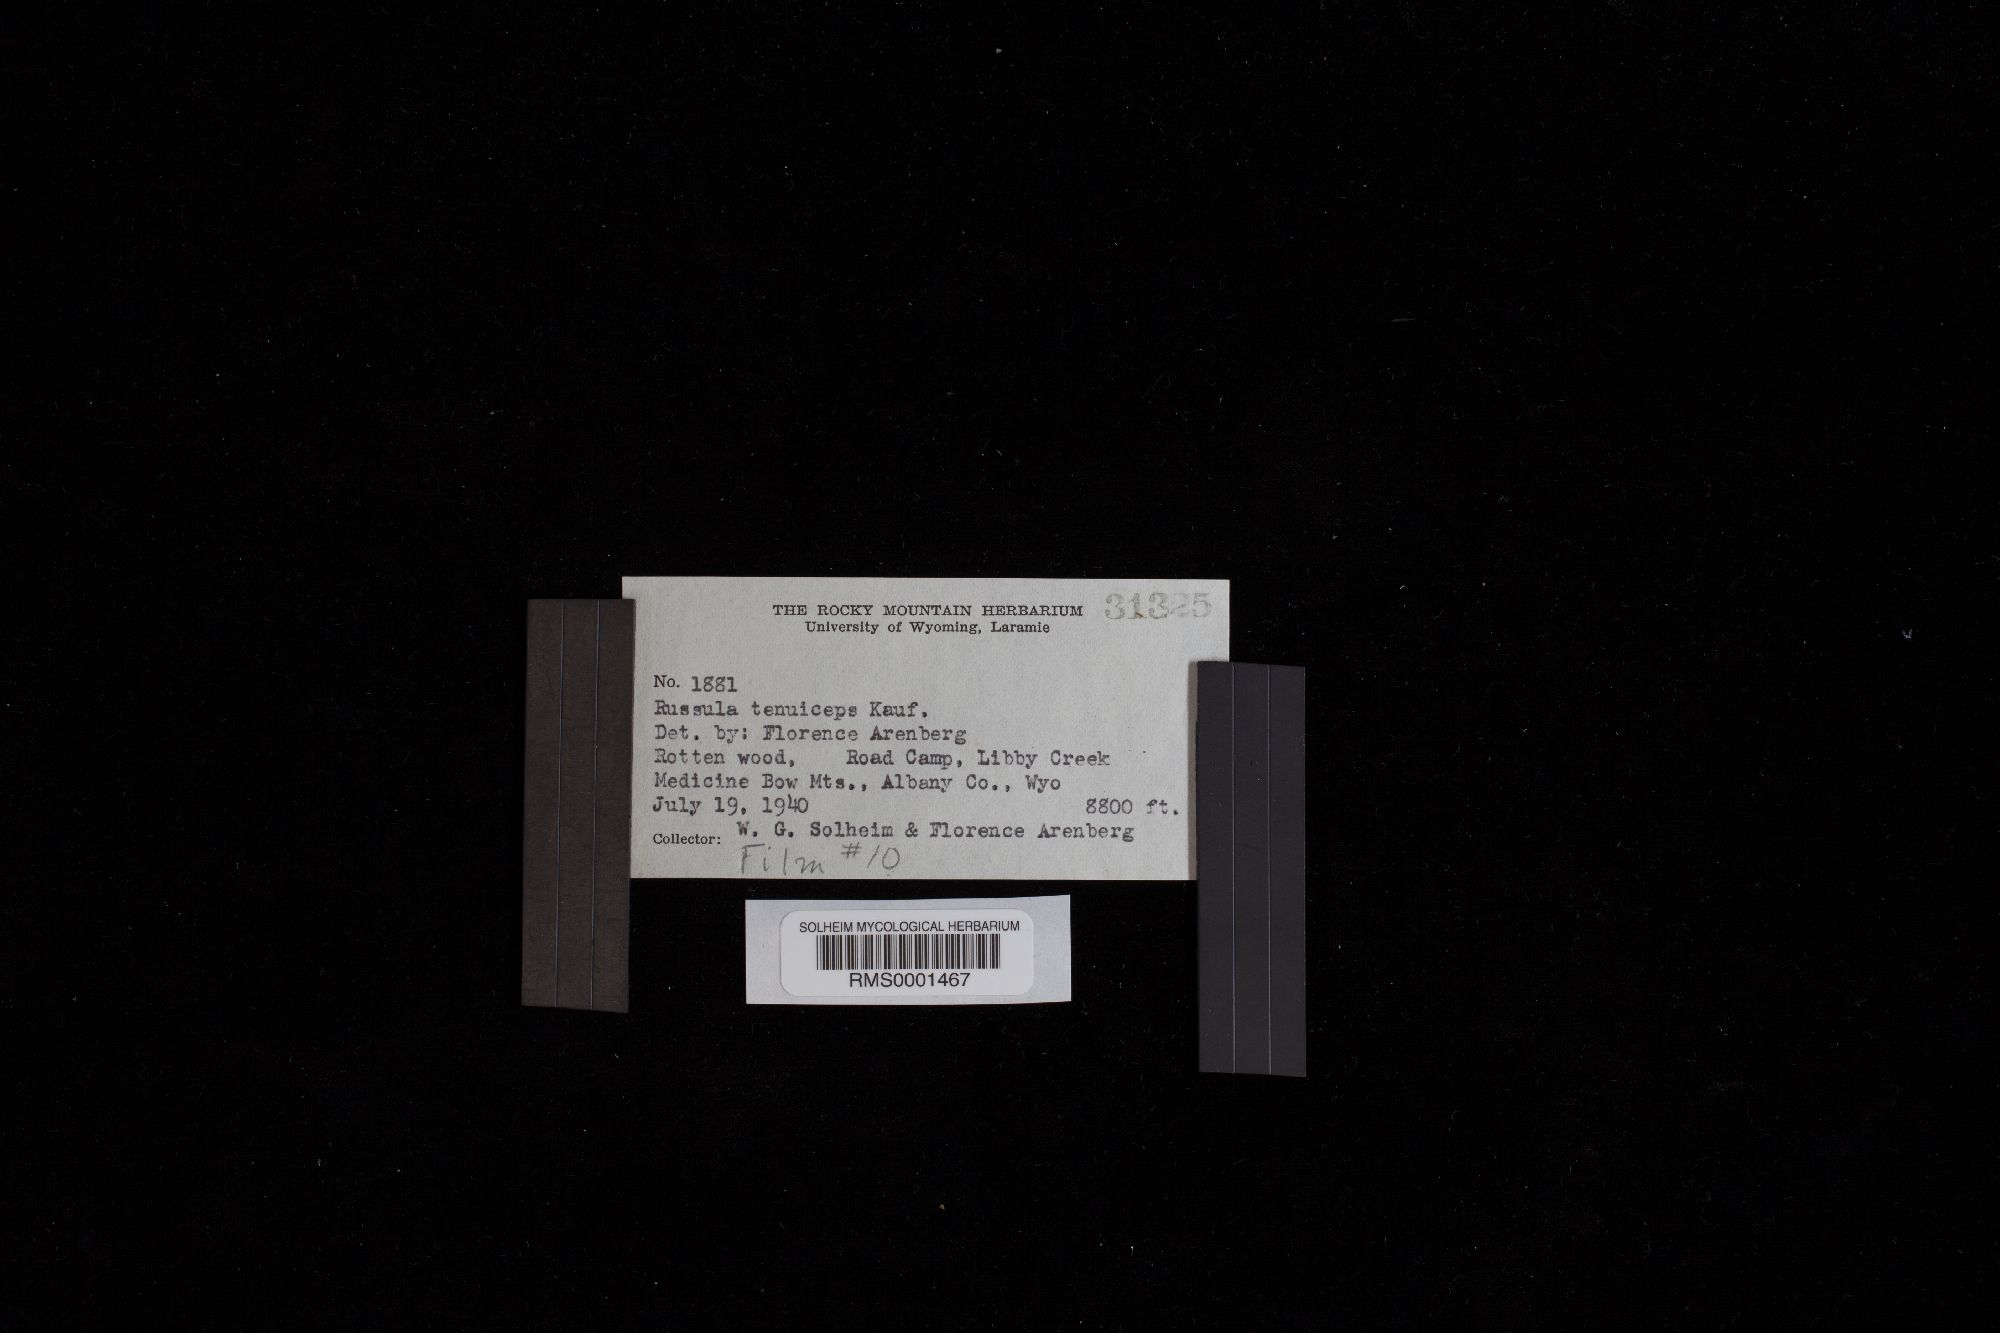 THE ROCKY MOUNTAIN HERBARIUM 31325
University of Wyoming, Laramie
No. 1881
Russula tenuiceps Kauf.
Det. by: Florence Arenberg
Rotten wood, Road Camp, Libby Creek
Medicine Bow Mts., Albany Co., Wyo
July 19, 1940 8800 ft.
Collector: W. G. Solheim & Florence Arenberg
Film #10
SOLHEIM MYCOLOGICAL HERBARIUM
RMS0001467